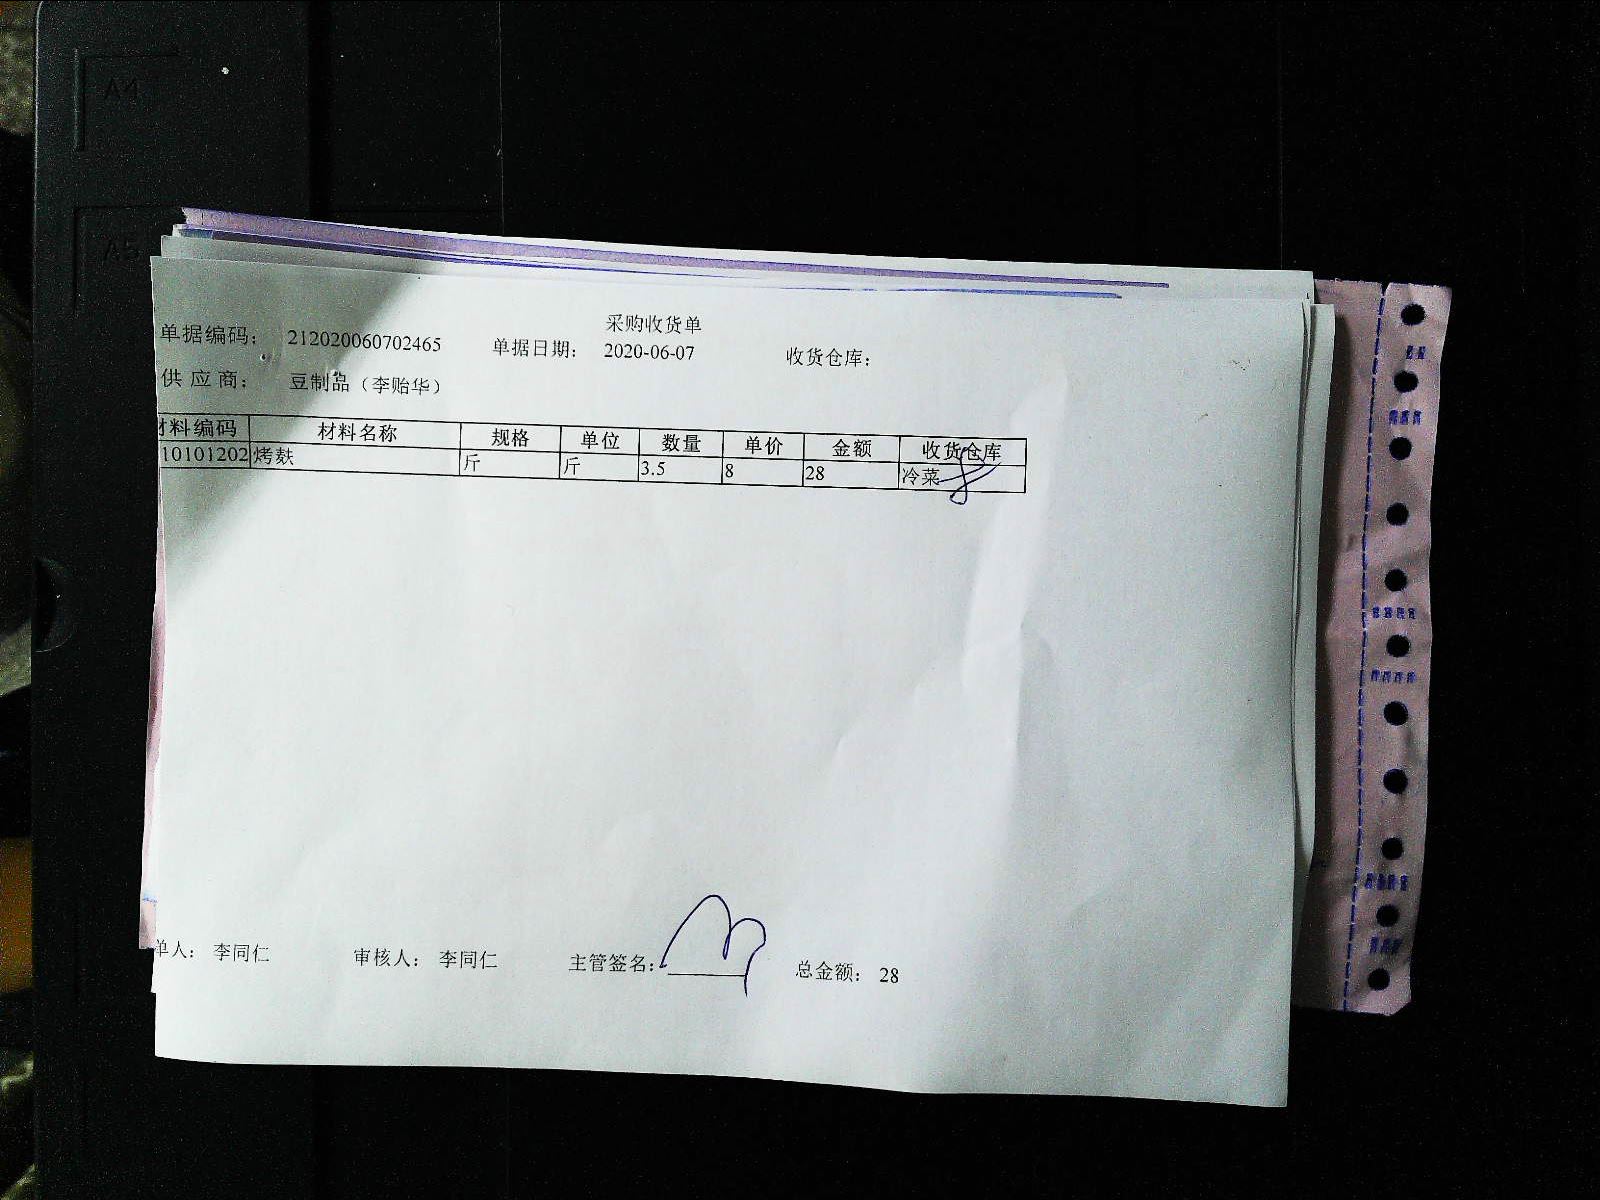 采购收货单
单据编码： 212020060702465 单据日期： 2020-06-07 收货仓库：
供应商： 豆制品（李贻华）
材料编码 材料名称 规格 单位 数量 单价 金额 收货仓库
10101202 烤麸 斤 斤 3.5 8 28 冷菜
单人： 李同仁 审核人： 李同仁 主管签名： 总金额： 28
A4
A5